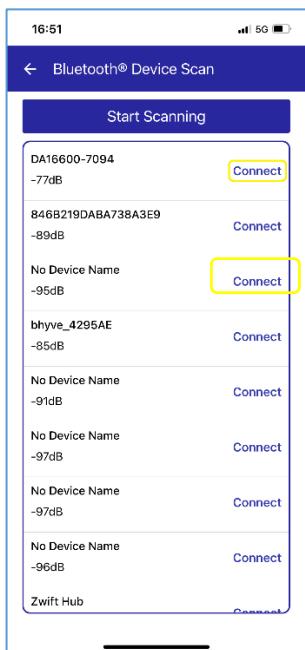 16:51 5G
← Bluetooth® Device Scan
Start Scanning
DA16600-7094
-77dB
Connect
846B219DABA738A3E9
-89dB
Connect
No Device Name
-95dB
Connect
bhyve_4295AE
-85dB
Connect
No Device Name
-91dB
Connect
No Device Name
-97dB
Connect
No Device Name
-97dB
Connect
No Device Name
-96dB
Connect
Zwift Hub
Connect